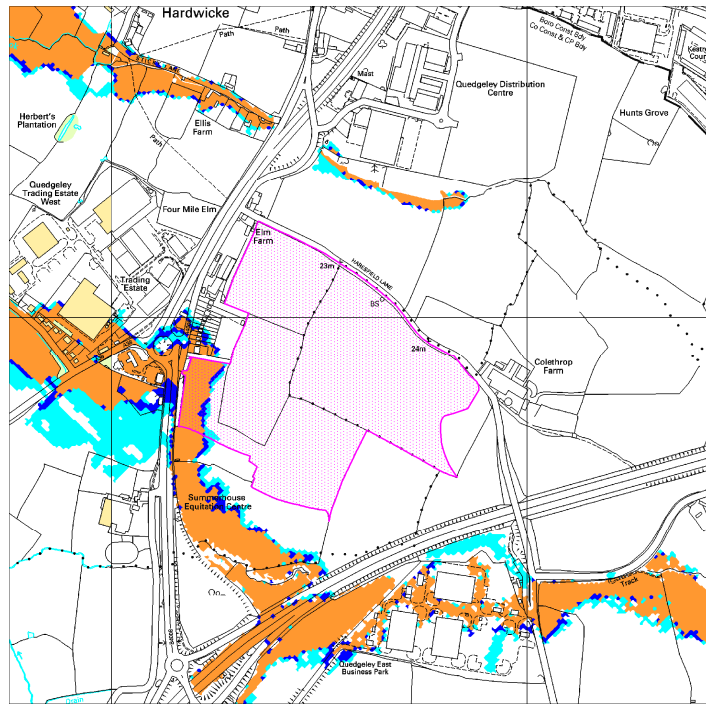 Hardwicke
Path
Path
Boro Const Bdy
Co Const & CP Bdy
Mast
Quedgeley Distribution
Centre
Hunts Grove
Herbert's
Plantation
Ellis
Farm
Path
Quedgeley
Trading Estate
West
Four Mile Elm
Elm
Farm
23m
HARESFIELD LANE
Trading
Estate
BS
24m
Colethrop
Farm
Summerhouse
Equitation Centre
Track
Quedgeley East
Business Park
Drain